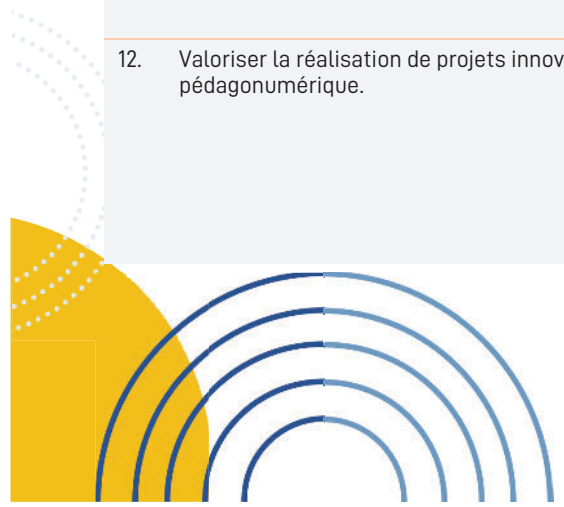 12. Valoriser la réalisation de projets innov
pédagonumérique.